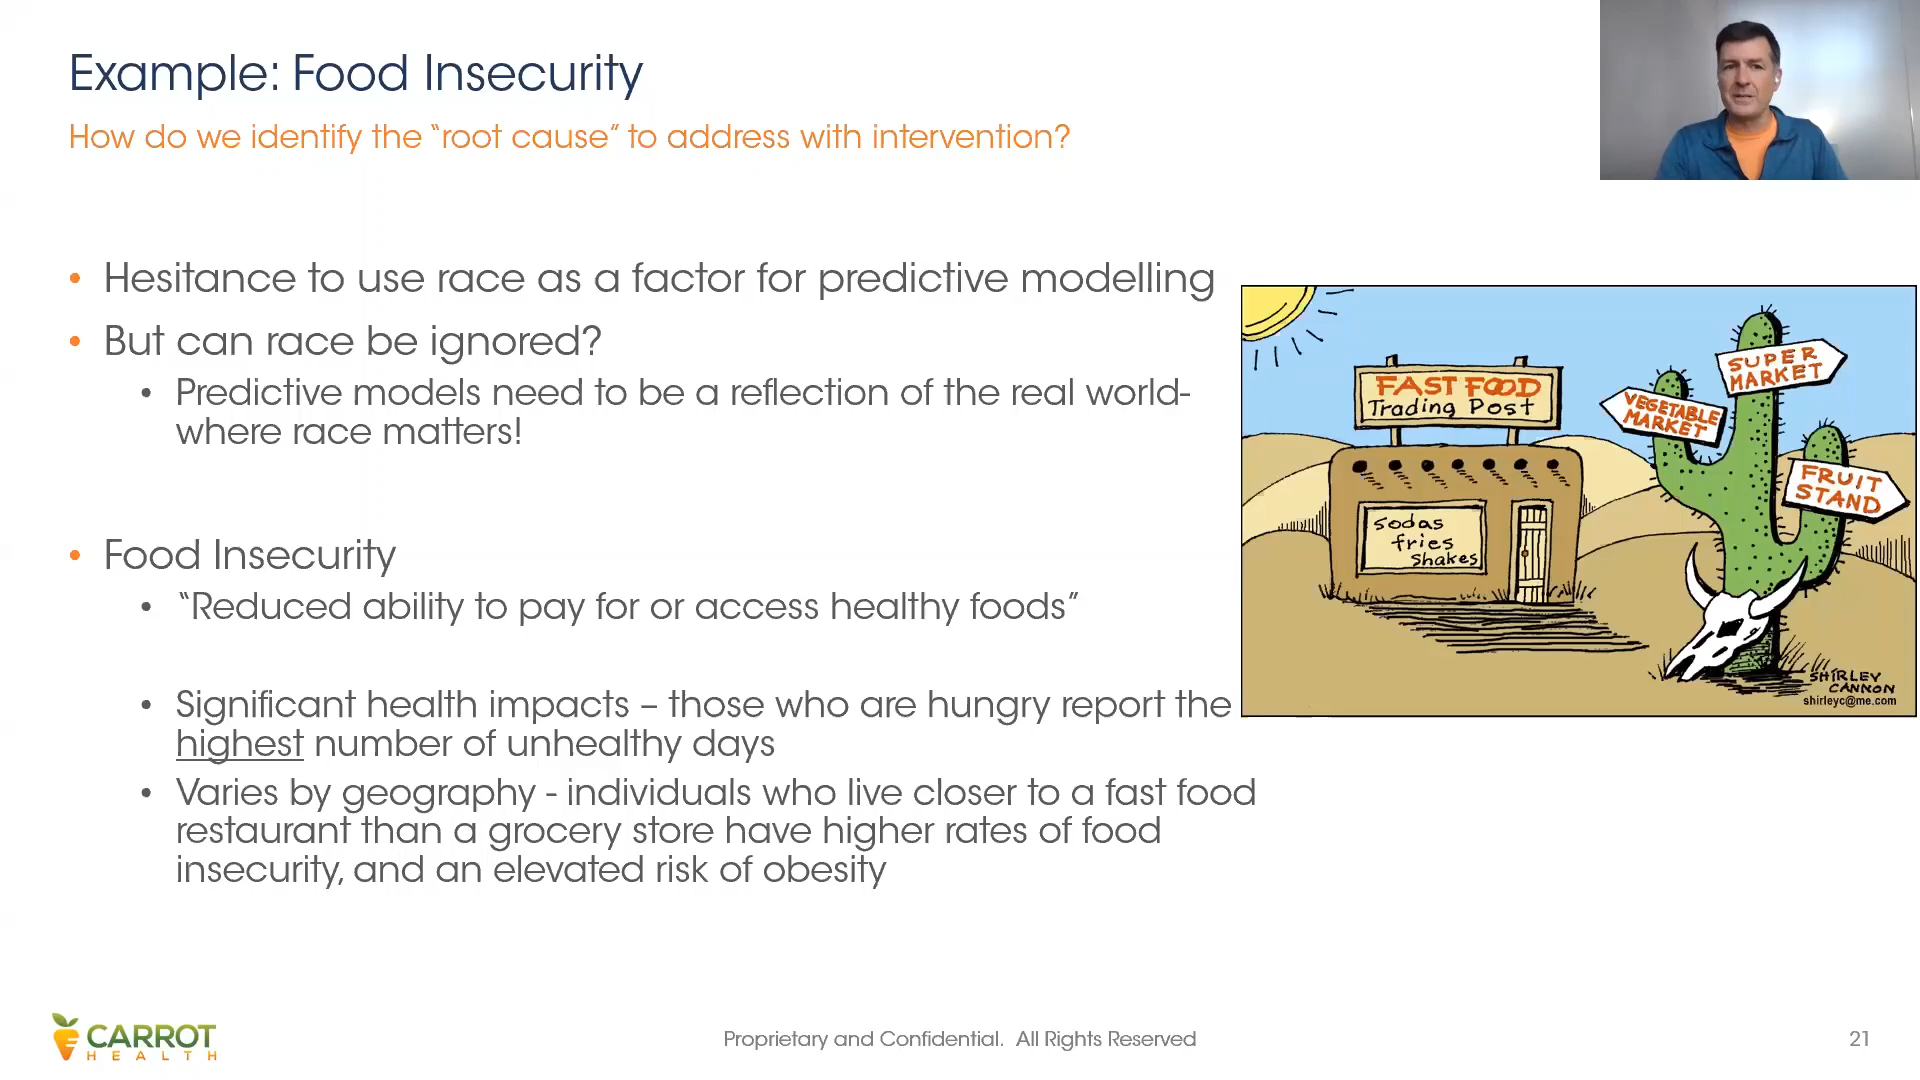 Example: Food Insecurity
How do we identify the “root cause” to address with intervention?
• Hesitance to use race as a factor for predictive modelling
• But can race be ignored?
• Predictive models need to be a reflection of the real world-
where race matters!
• Food Insecurity
• “Reduced ability to pay for or access healthy foods”
• Significant health impacts – those who are hungry report the
highest number of unhealthy days
• Varies by geography - individuals who live closer to a fast food
restaurant than a grocery store have higher rates of food
insecurity, and an elevated risk of obesity
FAST FOOD
Trading Post
sodas
fries
shakes
SUPER
MARKET
VEGETABLE
MARKET
FRUIT
STAND
SHIRLEY
CANNON
shirleyc@me.com
CARROT
HEALTH
Proprietary and Confidential. All Rights Reserved
21